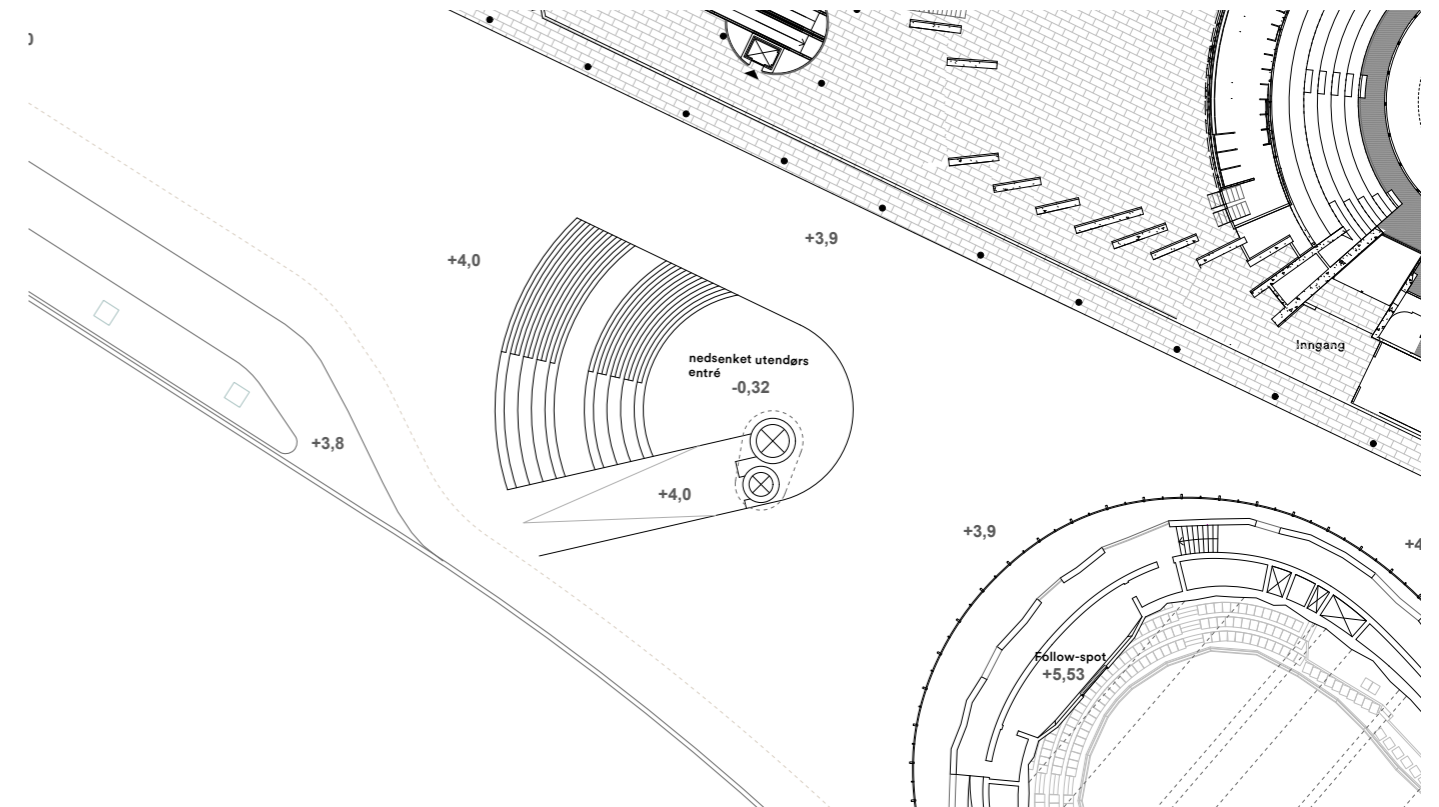 +3,9
+4,0
nedsenket utendørs
entré
-0,32
Inngang
+3,8
+4,0
+3,9
Follow-spot
+5,53